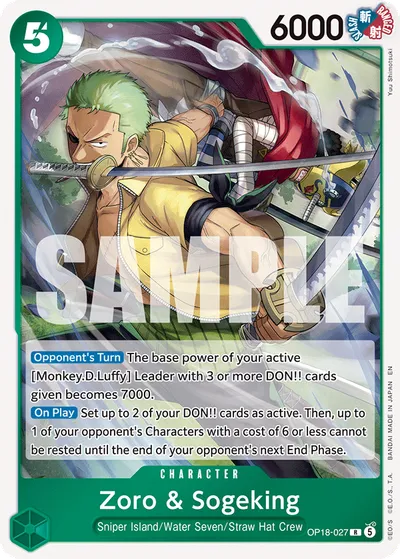 5
6000
SLASH
斬
射
RANGED
Yuu Shimotsuki
SAMPLE
Opponent's Turn The base power of your active
[Monkey.D.Luffy] Leader with 3 or more DON!! cards
given becomes 7000.
On Play Set up to 2 of your DON!! cards as active. Then, up to
1 of your opponent's Characters with a cost of 6 or less cannot
be rested until the end of your opponent's next End Phase.
©E.O/S ©E.O.S., T.A. BANDAI MADE IN JAPAN EN
CHARACTER
Zoro & Sogeking
Sniper Island/Water Seven/Straw Hat Crew
OP18-027 R 5